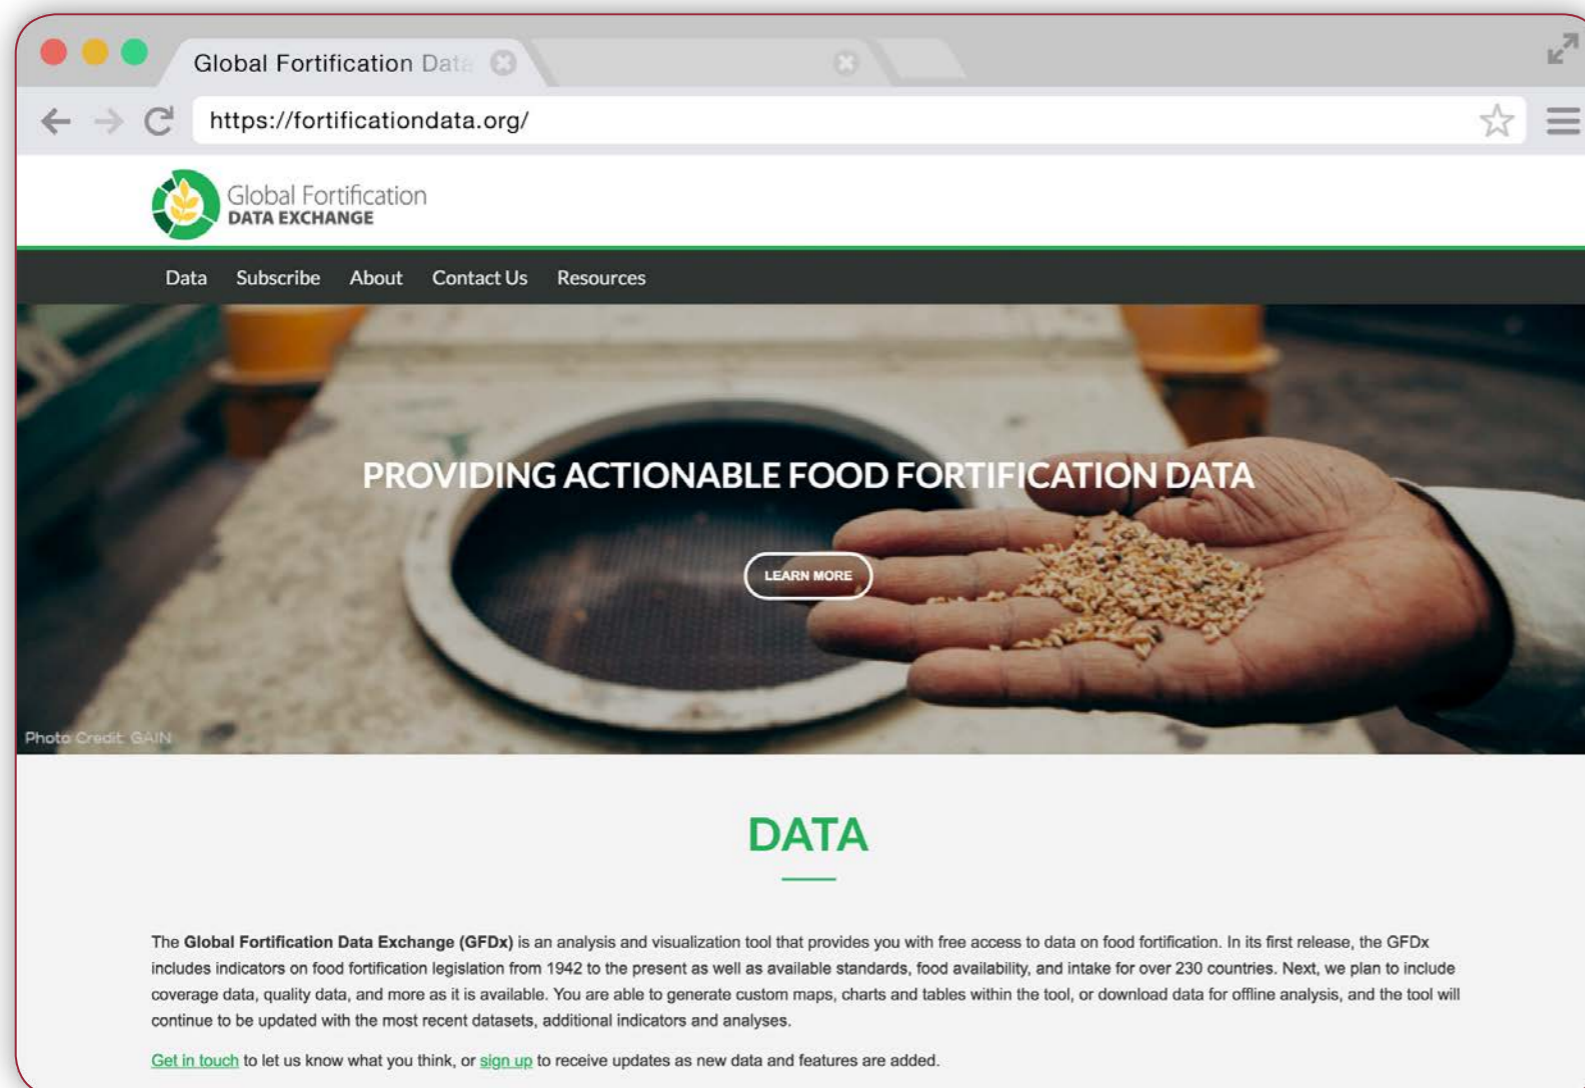 Global Fortification Data
https://fortificationdata.org/
Global Fortification
DATA EXCHANGE
Data Subscribe About Contact Us Resources
PROVIDING ACTIONABLE FOOD FORTIFICATION DATA
LEARN MORE
Photo Credit: GAIN
DATA
The Global Fortification Data Exchange (GFDx) is an analysis and visualization tool that provides you with free access to data on food fortification. In its first release, the GFDx
includes indicators on food fortification legislation from 1942 to the present as well as available standards, food availability, and intake for over 230 countries. Next, we plan to include
coverage data, quality data, and more as it is available. You are able to generate custom maps, charts and tables within the tool, or download data for offline analysis, and the tool will
continue to be updated with the most recent datasets, additional indicators and analyses.
Get in touch to let us know what you think, or sign up to receive updates as new data and features are added.